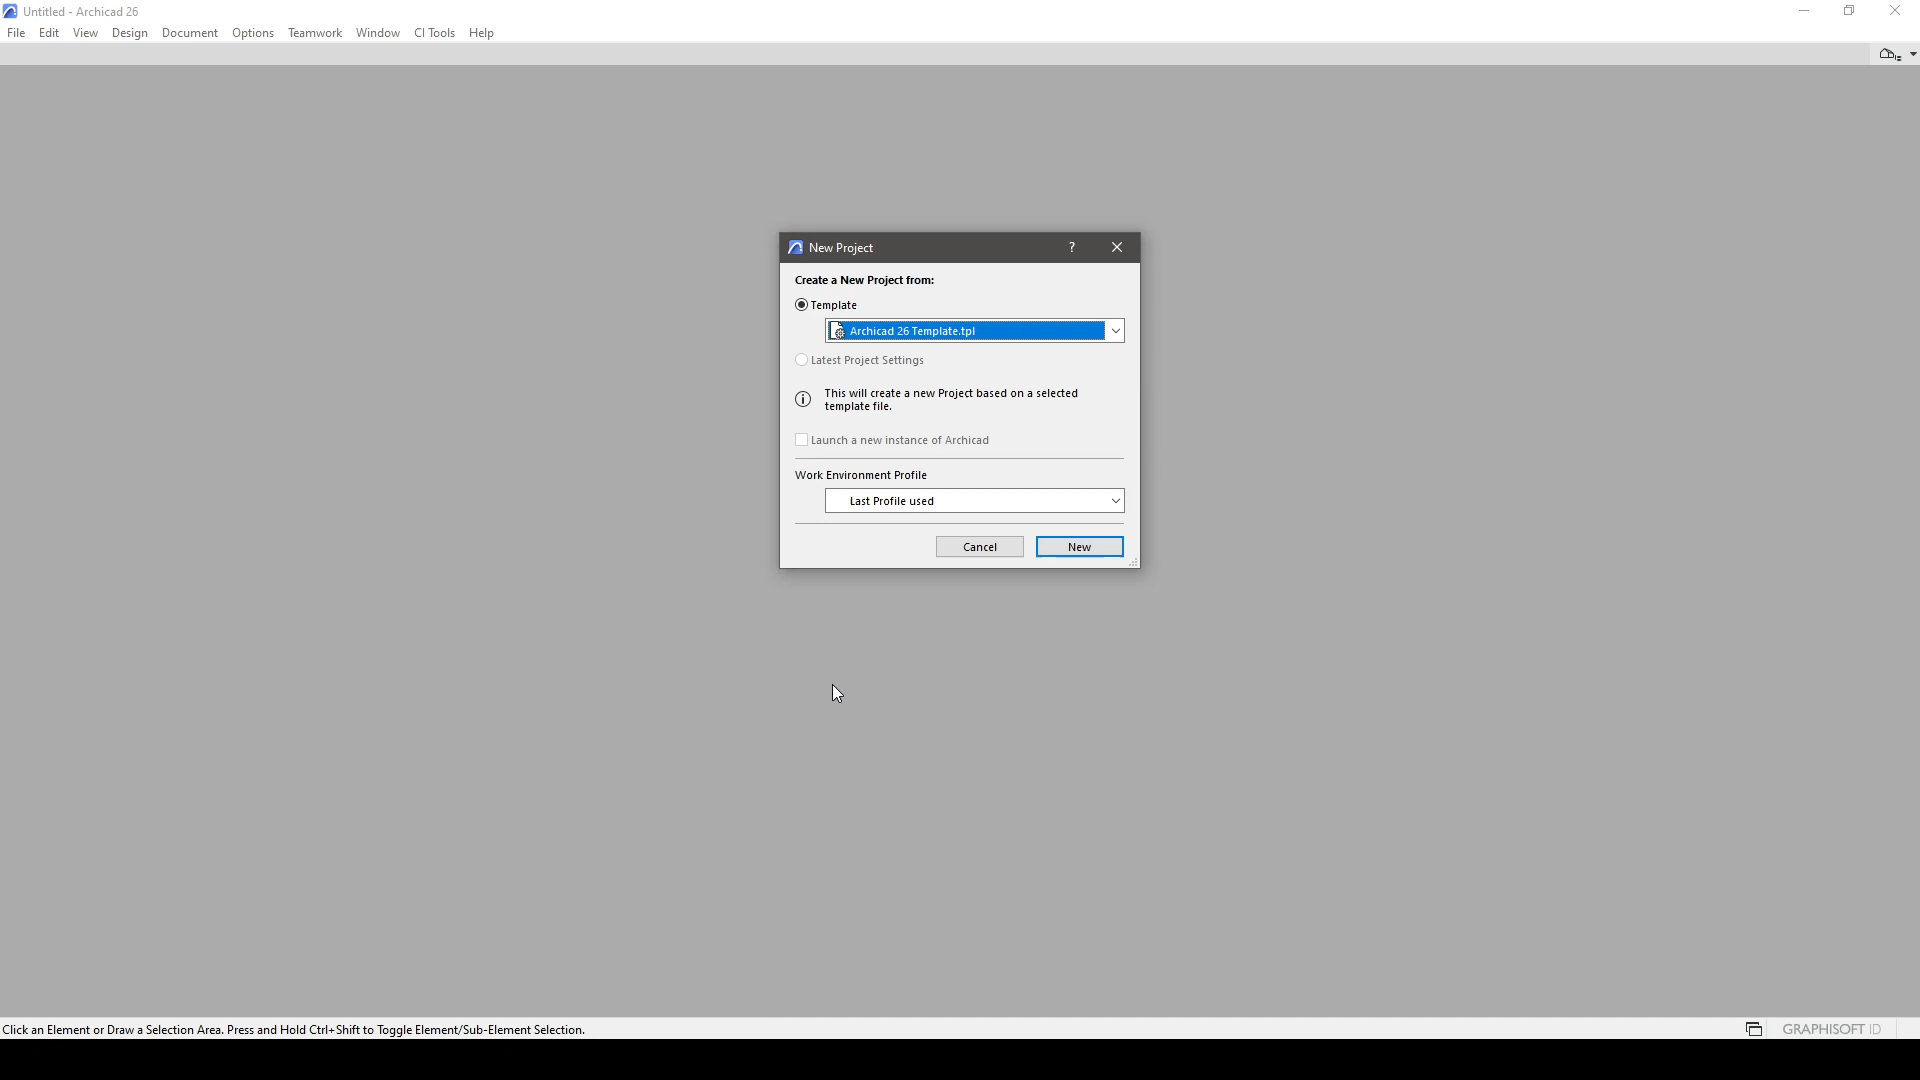 Untitled - Archicad 26
File Edit View Design Document Options Teamwork Window CI Tools Help
New Project
?
Create a New Project from:
Template
Archicad 26 Template.tpl
Latest Project Settings
This will create a new Project based on a selected
template file.
Launch a new instance of Archicad
Work Environment Profile
Last Profile used
Cancel New
Click an Element or Draw a Selection Area. Press and Hold Ctrl+Shift to Toggle Element/Sub-Element Selection.
GRAPHISOFT ID